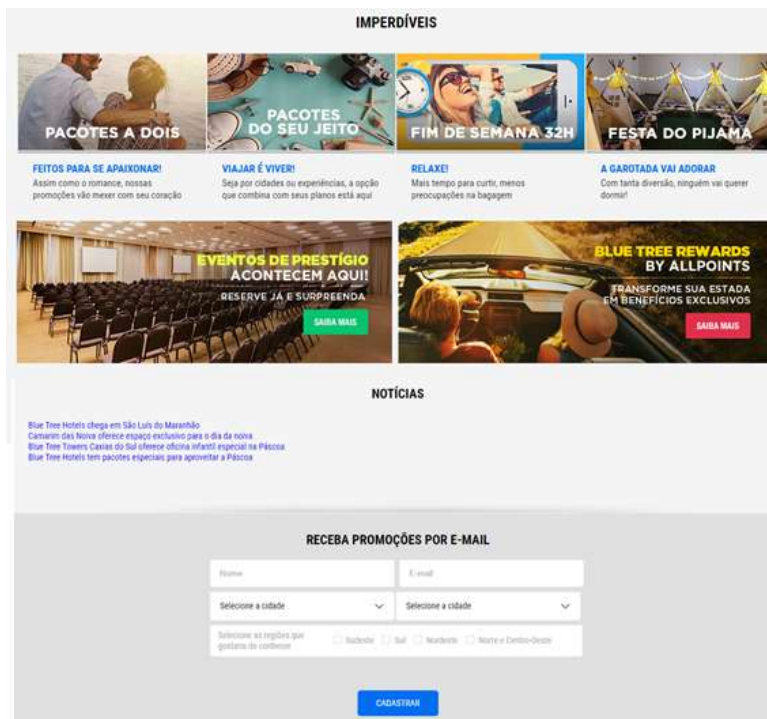 IMPERDÍVEIS
PACOTES A DOIS
PACOTES
DO SEU JEITO
FIM DE SEMANA 32H
FESTA DO PIJAMA
FEITOS PARA SE APAIXONAR!
Assim como o romance, nossas
promoções vão mexer com seu coração
VIAJAR É VIVER!
Seja por cidades ou experiências, a opção
que combina com seus planos está aqui
RELAXE!
Mais tempo para curtir, menos
preocupações na bagagem
A GAROTADA VAI ADORAR
Com tanta diversão, ninguém vai querer
dormir!
EVENTOS DE PRESTÍGIO
ACONTECEM AQUI!
RESERVE JÁ E SURPREENDA
SAIBA MAIS
BLUE TREE REWARDS
BY ALLPOINTS
TRANSFORME SUA ESTADA
EM BENEFÍCIOS EXCLUSIVOS
SAIBA MAIS
NOTÍCIAS
Blue Tree Hotels chega em São Luís do Maranhão
Camarim das Noiva oferece espaço exclusivo para o dia da noiva
Blue Tree Towers Caxias do Sul oferece oficina infantil especial na Páscoa
Blue Tree Hotels tem pacotes especiais para aproveitar a Páscoa
RECEBA PROMOÇÕES POR E-MAIL
Nome
E-mail
Selecione a cidade
Selecione a cidade
Selecione as regiões que
gostaria de conhecer
Sudeste
Sul
Nordeste
Norte e Centro-Oeste
CADASTRAR